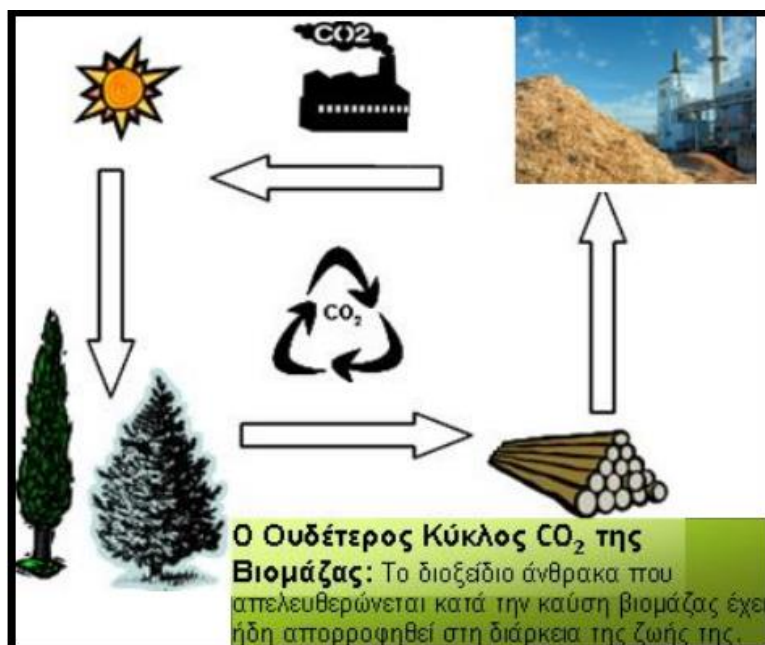 CO2
CO₂
Ο Ουδέτερος Κύκλος CO₂ της
Βιομάζας: Το διοξείδιο άνθρακα που
απελευθερώνεται κατά την καύση βιομάζας έχει
ήδη απορροφηθεί στη διάρκεια της ζωής της.